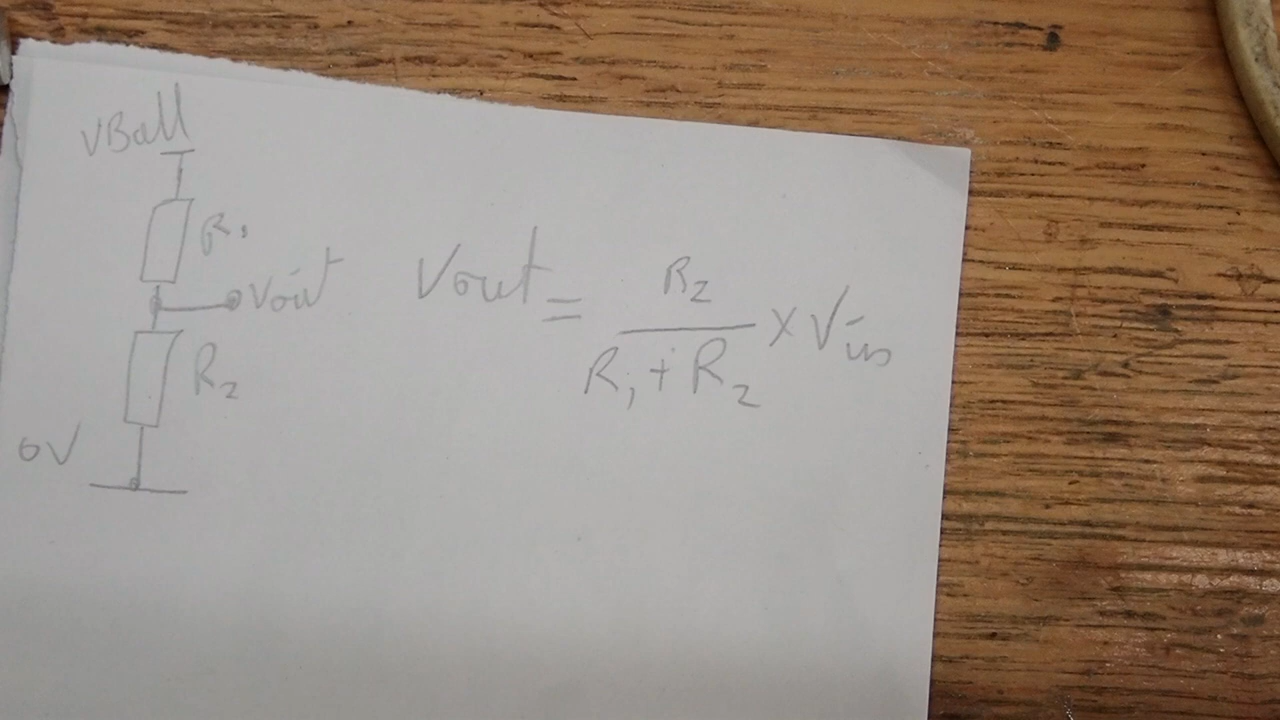 VBatt
R1
Vout
R2
0V
Vout = R2 / R1 + R2 × Vin